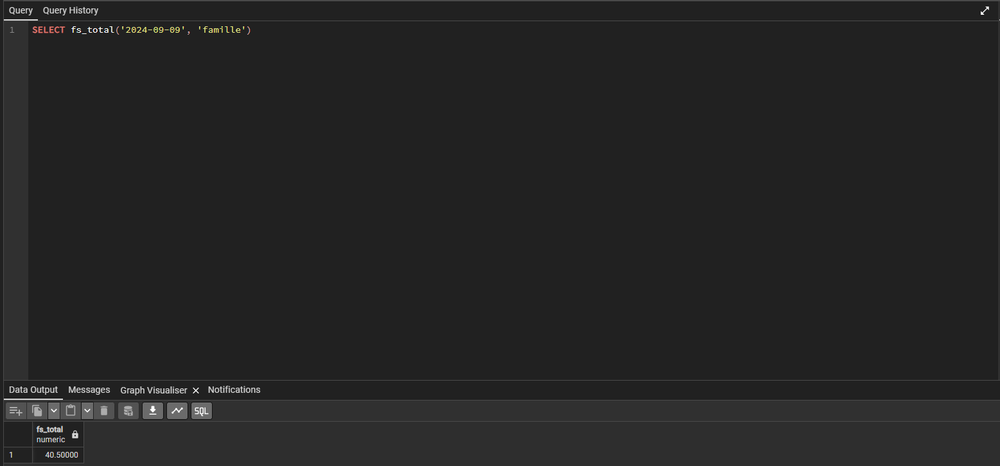 Query Query History
1 SELECT fs_total('2024-09-09', 'famille')
Data Output Messages Graph Visualiser Notifications
SQL
fs_total
numeric
1 40.50000